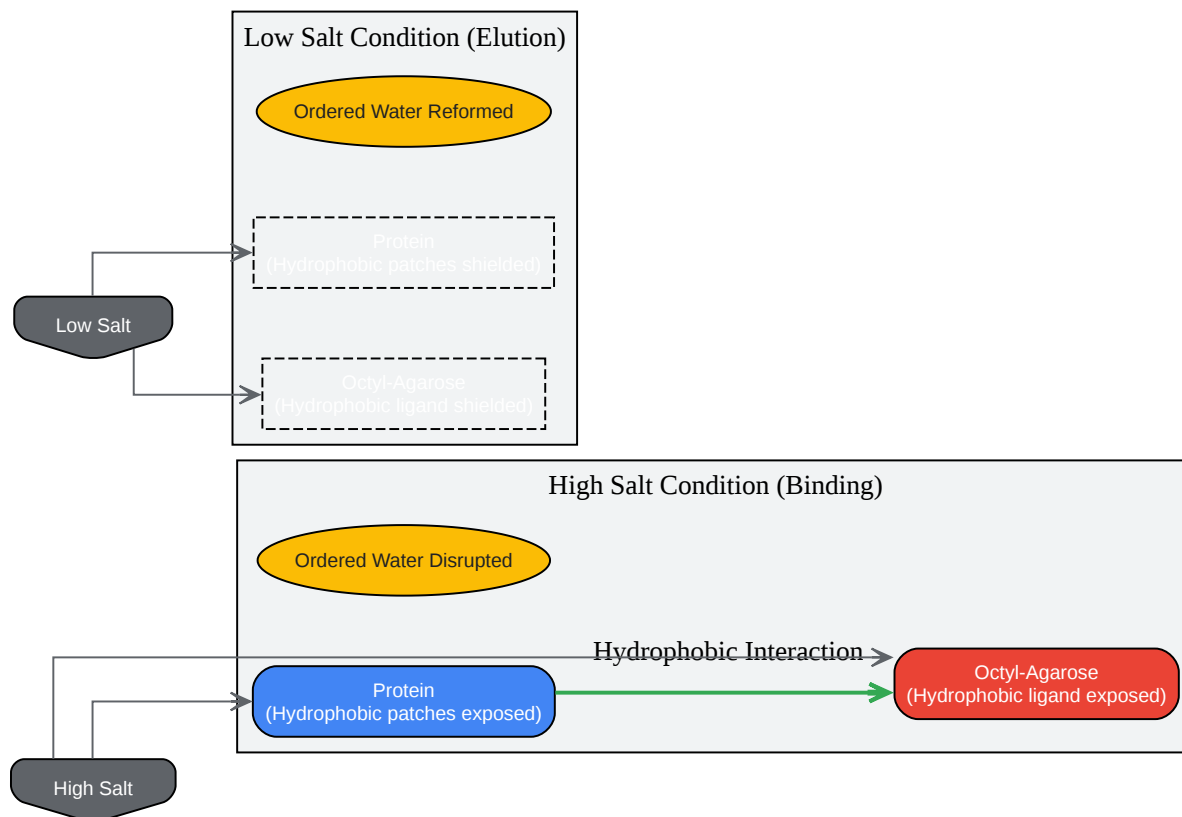 Low Salt Condition (Elution)
Ordered Water Reformed
Protein
(Hydrophobic patches shielded)
Low Salt
Octyl-Agarose
(Hydrophobic ligand shielded)
High Salt Condition (Binding)
Ordered Water Disrupted
Hydrophobic Interaction
Protein
(Hydrophobic patches exposed)
Octyl-Agarose
(Hydrophobic ligand exposed)
High Salt